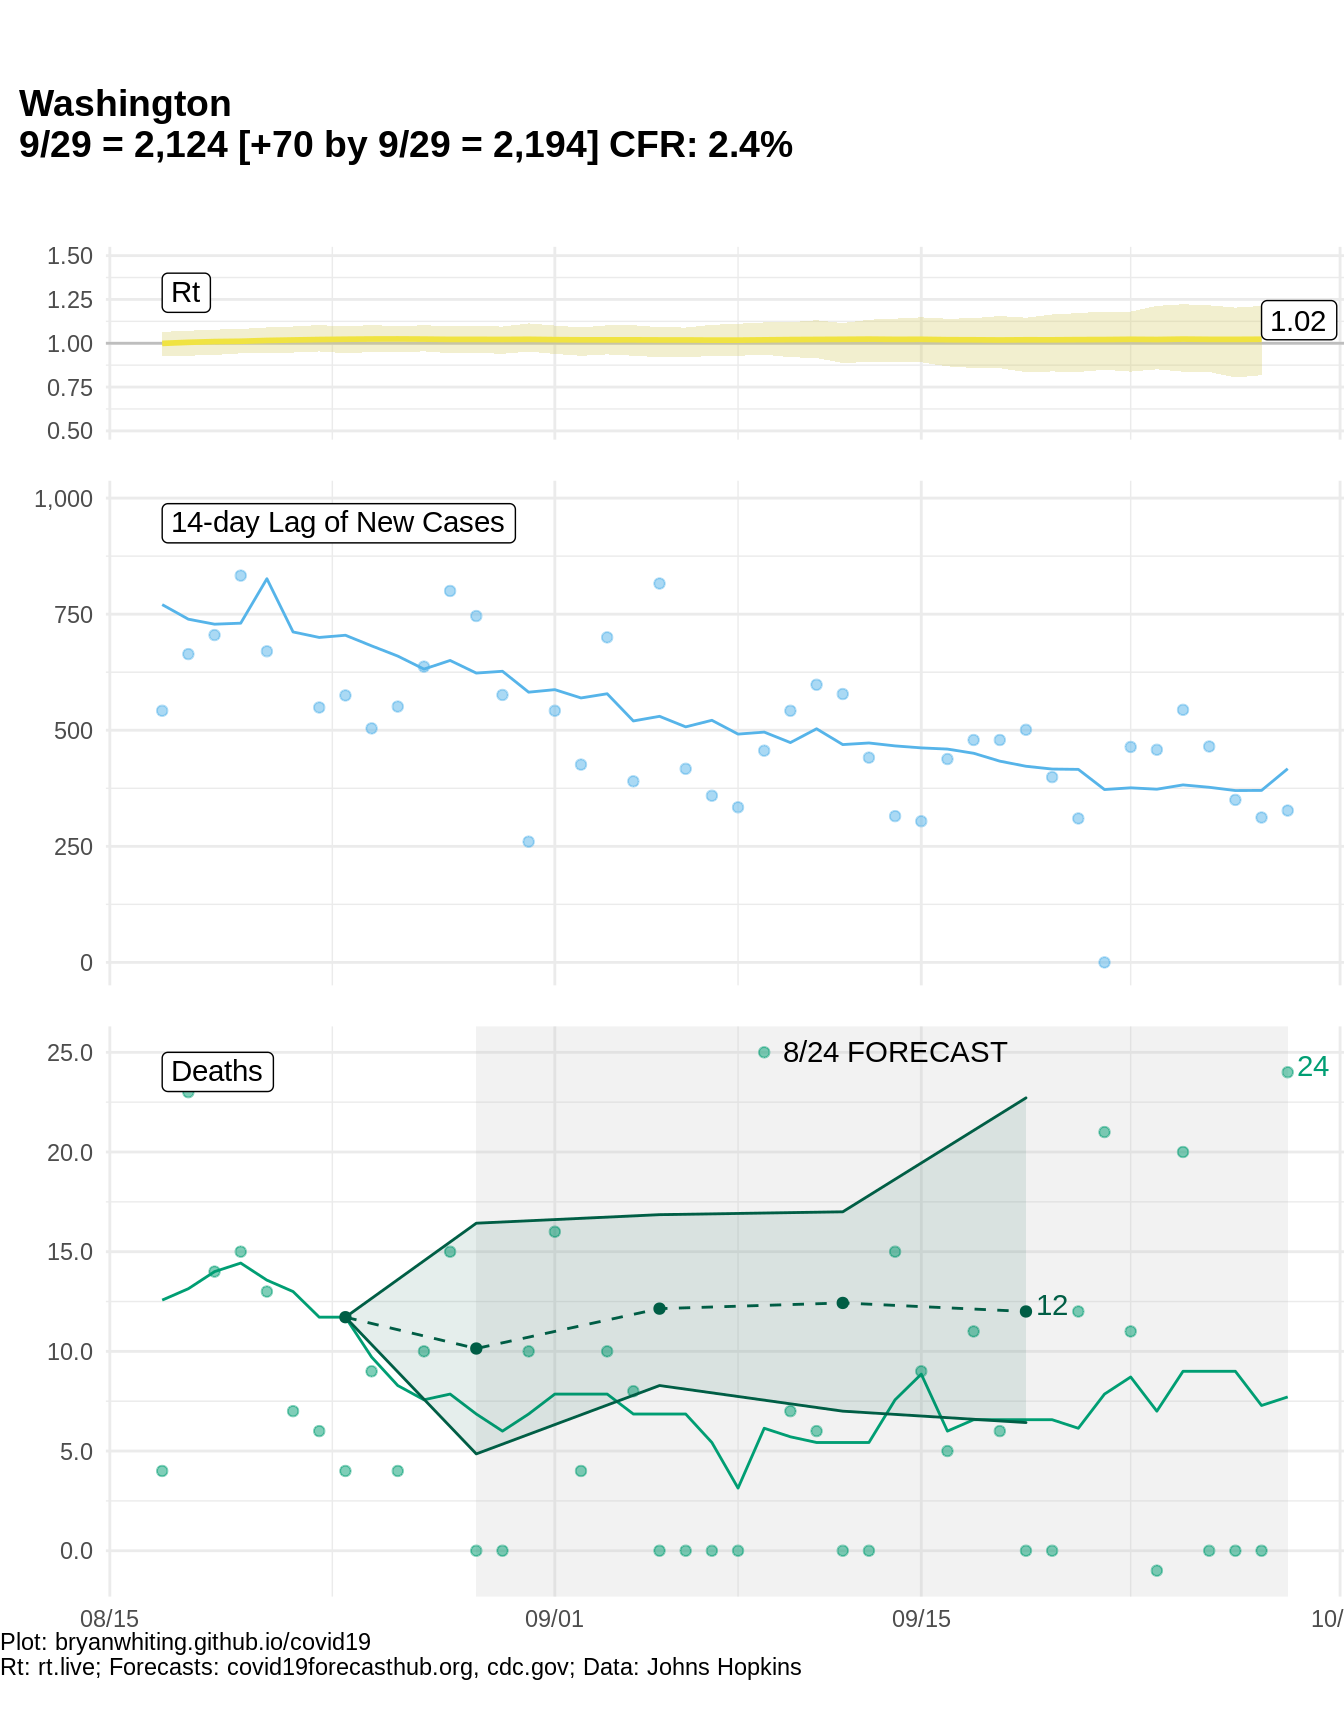 Washington
9/29 = 2,124 [+70 by 9/29 = 2,194] CFR: 2.4%
1.50
Rt
1.25
1.02
1.00
0.75
0.50
1,000
14-day Lag of New Cases
750
500
250
0
25.0
8/24 FORECAST
Deaths
24
20.0
15.0
12
10.0
5.0
0.0
08/15 09/01 09/15 10/
Plot: bryanwhiting.github.io/covid19
Rt: rt.live; Forecasts: covid19forecasthub.org, cdc.gov; Data: Johns Hopkins